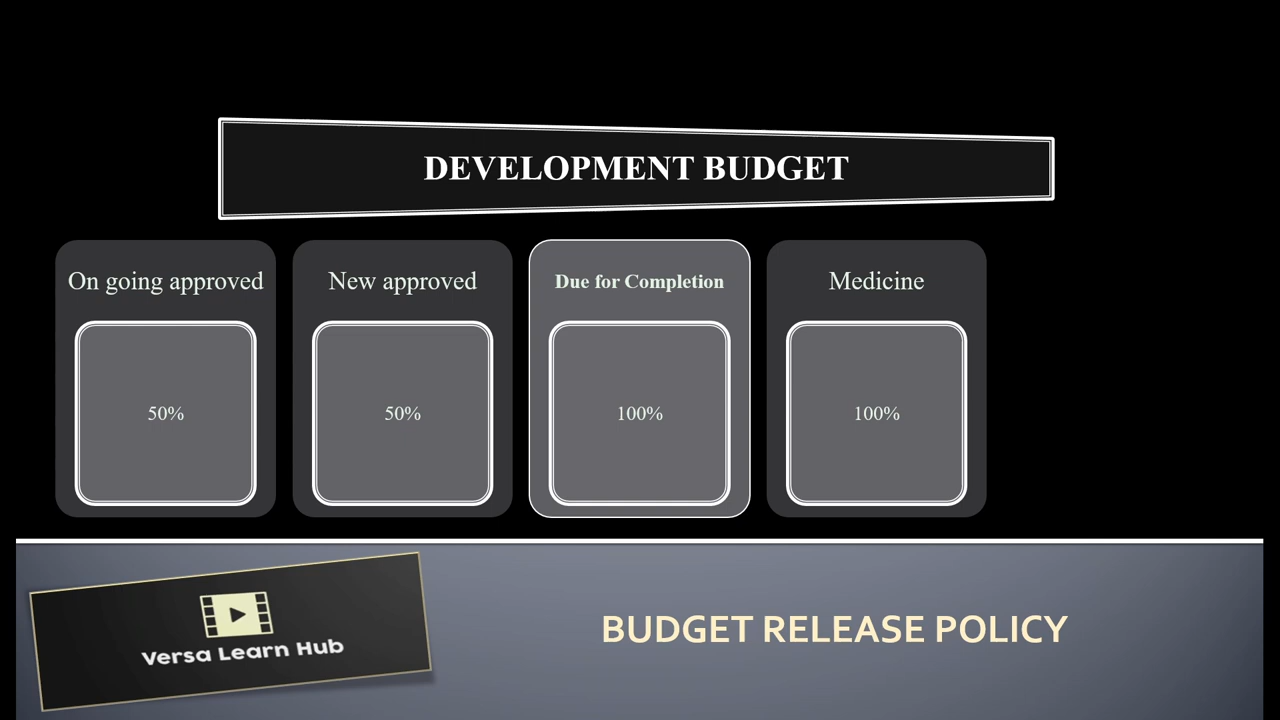 DEVELOPMENT BUDGET
On going approved
New approved
Due for Completion
Medicine
50%
50%
100%
100%
Versa Learn Hub
BUDGET RELEASE POLICY